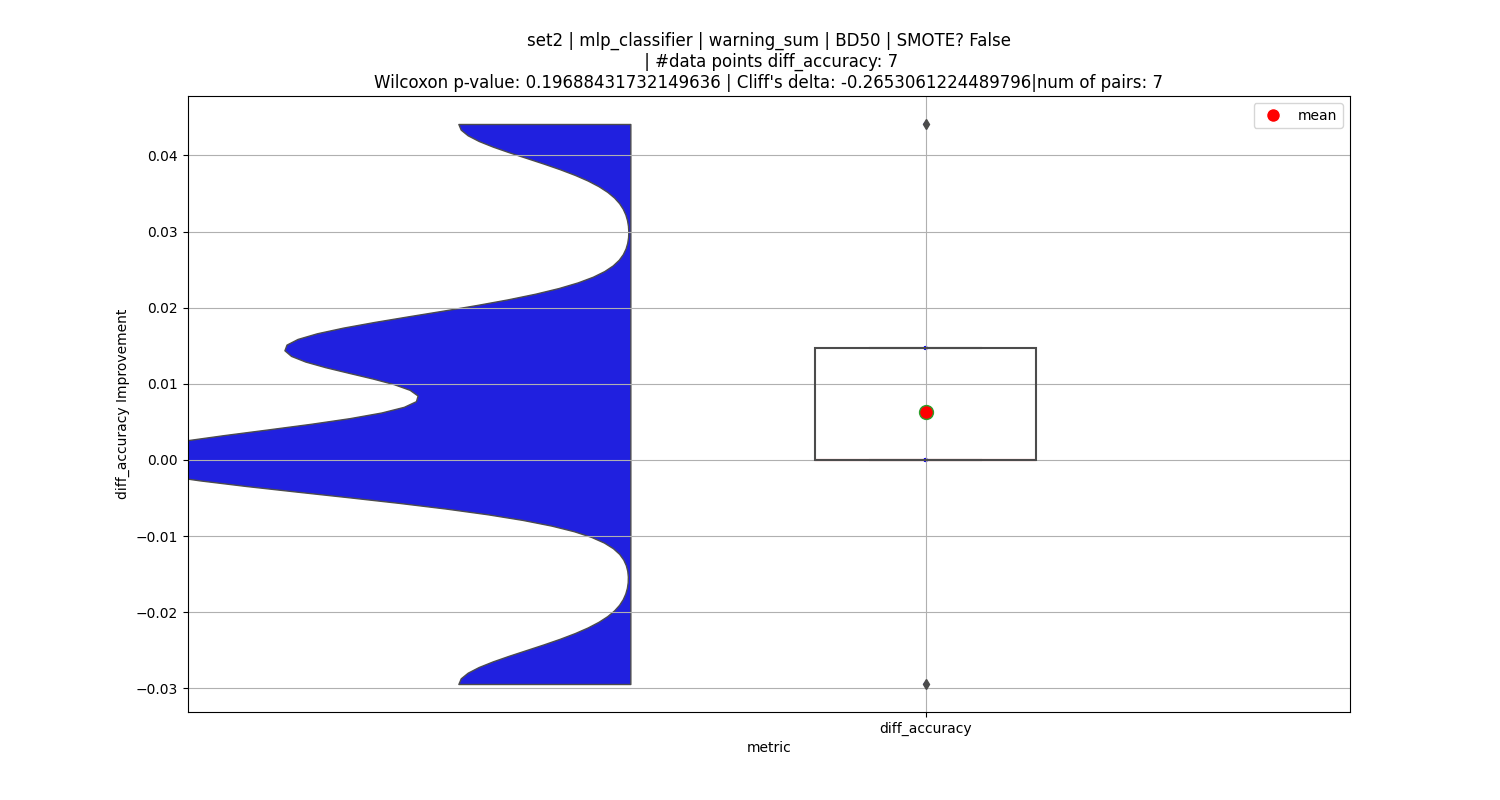 set2 | mlp_classifier | warning_sum | BD50 | SMOTE? False
| #data points diff_accuracy: 7
Wilcoxon p-value: 0.19688431732149636 | Cliff's delta: -0.2653061224489796|num of pairs: 7
mean
0.04
0.03
0.02
0.01
0.00
−0.01
−0.02
−0.03
diff_accuracy Improvement
diff_accuracy
metric